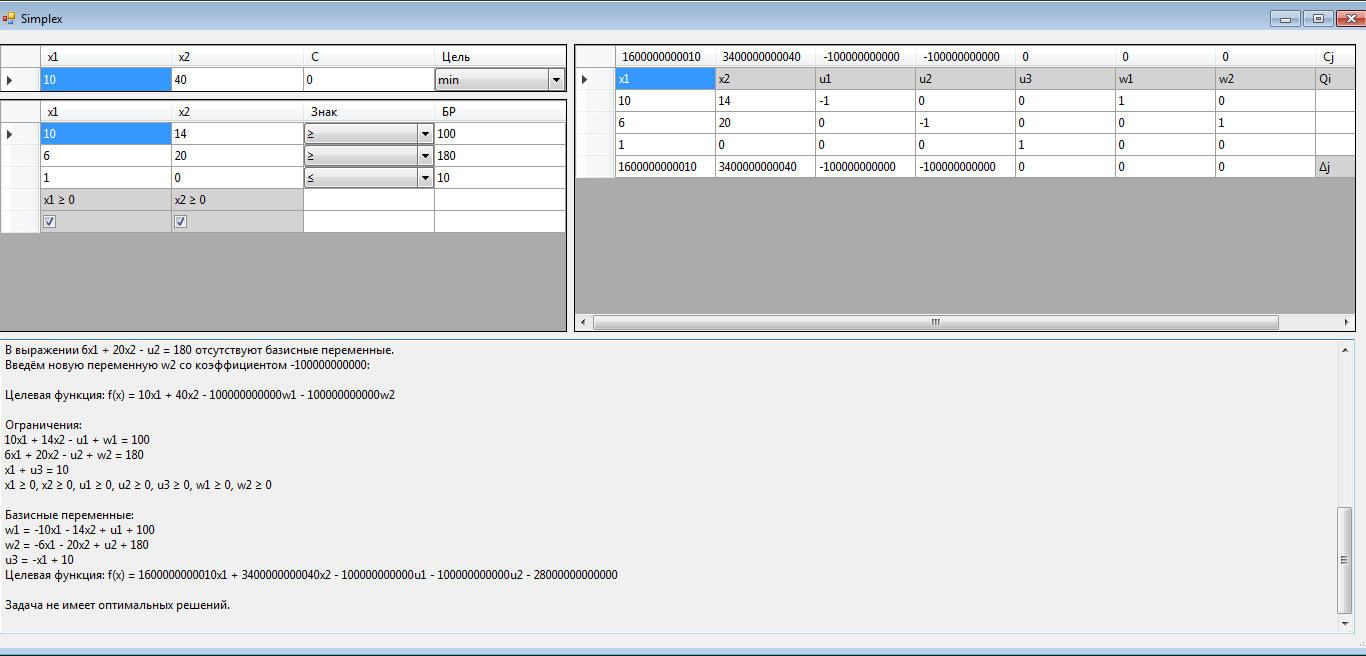 Simplex
x1 x2 C Цель
10 40 0 min
x1 x2 Знак БР
10 14 ≥ 100
6 20 ≥ 180
1 0 ≤ 10
x1 ≥ 0 x2 ≥ 0
1600000000010 3400000000040 -100000000000 -100000000000 0 0 0 Cj
x1 x2 u1 u2 u3 w1 w2 Qi
10 14 -1 0 0 1 0
6 20 0 -1 0 0 1
1 0 0 0 1 0 0
1600000000010 3400000000040 -100000000000 -100000000000 0 0 0 Δj
В выражении 6x1 + 20x2 - u2 = 180 отсутствуют базисные переменные.
Введём новую переменную w2 со коэффициентом -100000000000:
Целевая функция: f(x) = 10x1 + 40x2 - 100000000000w1 - 100000000000w2
Ограничения:
10x1 + 14x2 - u1 + w1 = 100
6x1 + 20x2 - u2 + w2 = 180
x1 + u3 = 10
x1 ≥ 0, x2 ≥ 0, u1 ≥ 0, u2 ≥ 0, u3 ≥ 0, w1 ≥ 0, w2 ≥ 0
Базисные переменные:
w1 = -10x1 - 14x2 + u1 + 100
w2 = -6x1 - 20x2 + u2 + 180
u3 = -x1 + 10
Целевая функция: f(x) = 1600000000010x1 + 3400000000040x2 - 100000000000u1 - 100000000000u2 - 28000000000000
Задача не имеет оптимальных решений.